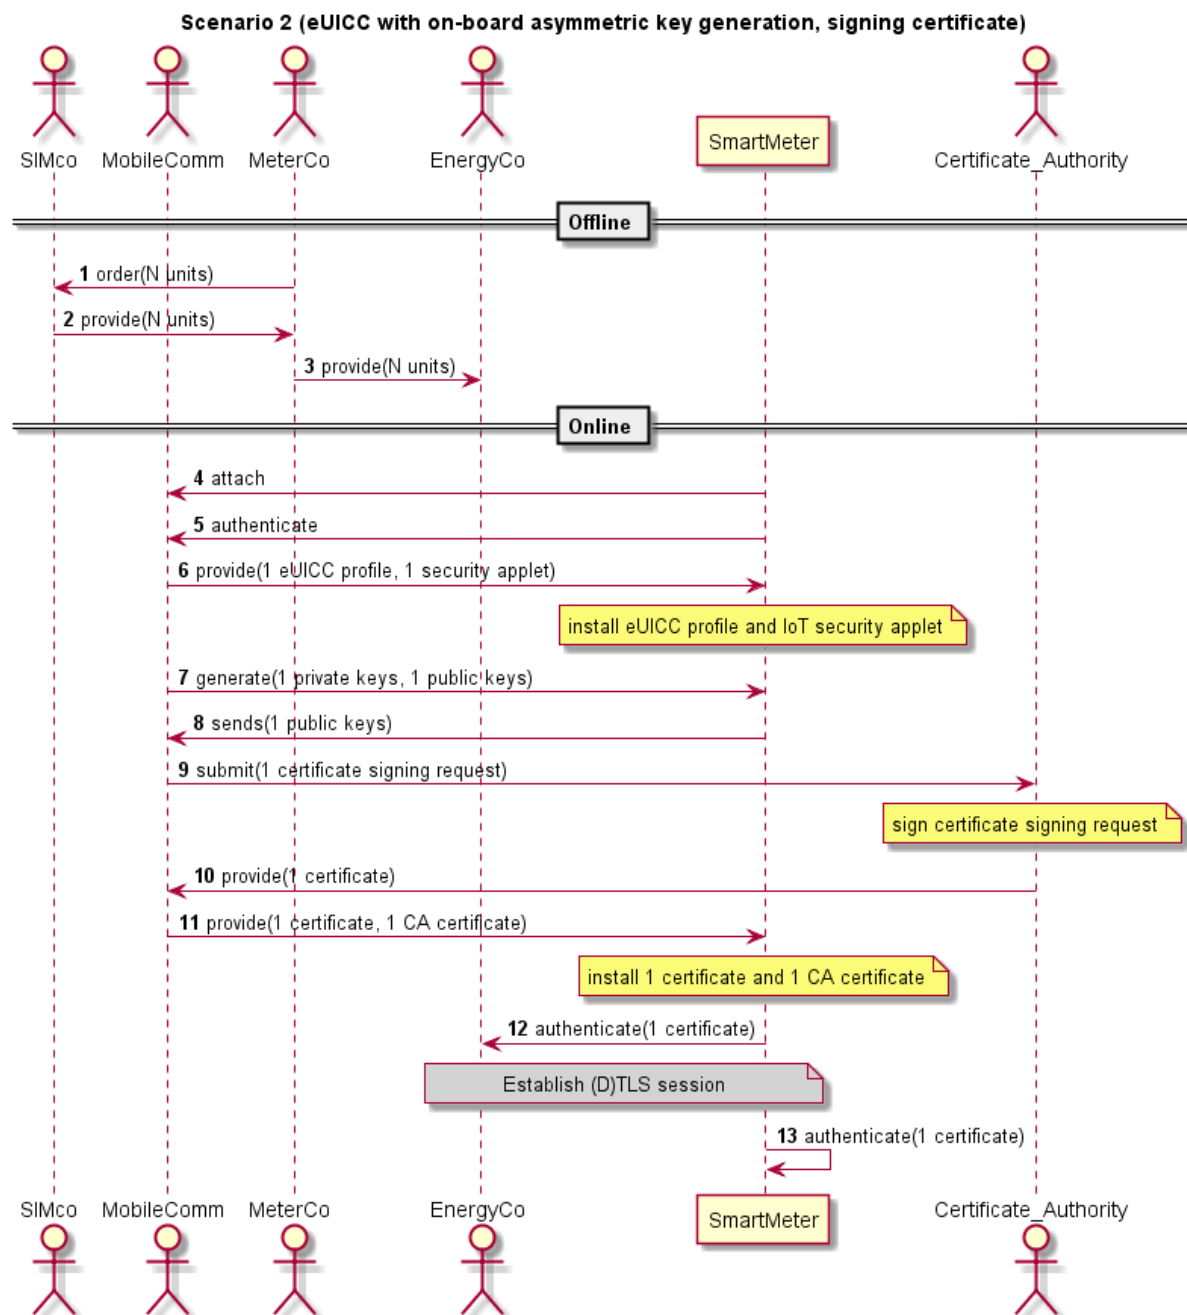 Scenario 2 (eUICC with on-board asymmetric key generation, signing certificate)
SIMco MobileComm MeterCo EnergyCo SmartMeter Certificate_Authority
Offline
1 order(N units)
2 provide(N units)
3 provide(N units)
Online
4 attach
5 authenticate
6 provide(1 eUICC profile, 1 security applet)
install eUICC profile and IoT security applet
7 generate(1 private keys, 1 public keys)
8 sends(1 public keys)
9 submit(1 certificate signing request)
sign certificate signing request
10 provide(1 certificate)
11 provide(1 certificate, 1 CA certificate)
install 1 certificate and 1 CA certificate
12 authenticate(1 certificate)
Establish (D)TLS session
13 authenticate(1 certificate)
SIMco MobileComm MeterCo EnergyCo SmartMeter Certificate_Authority